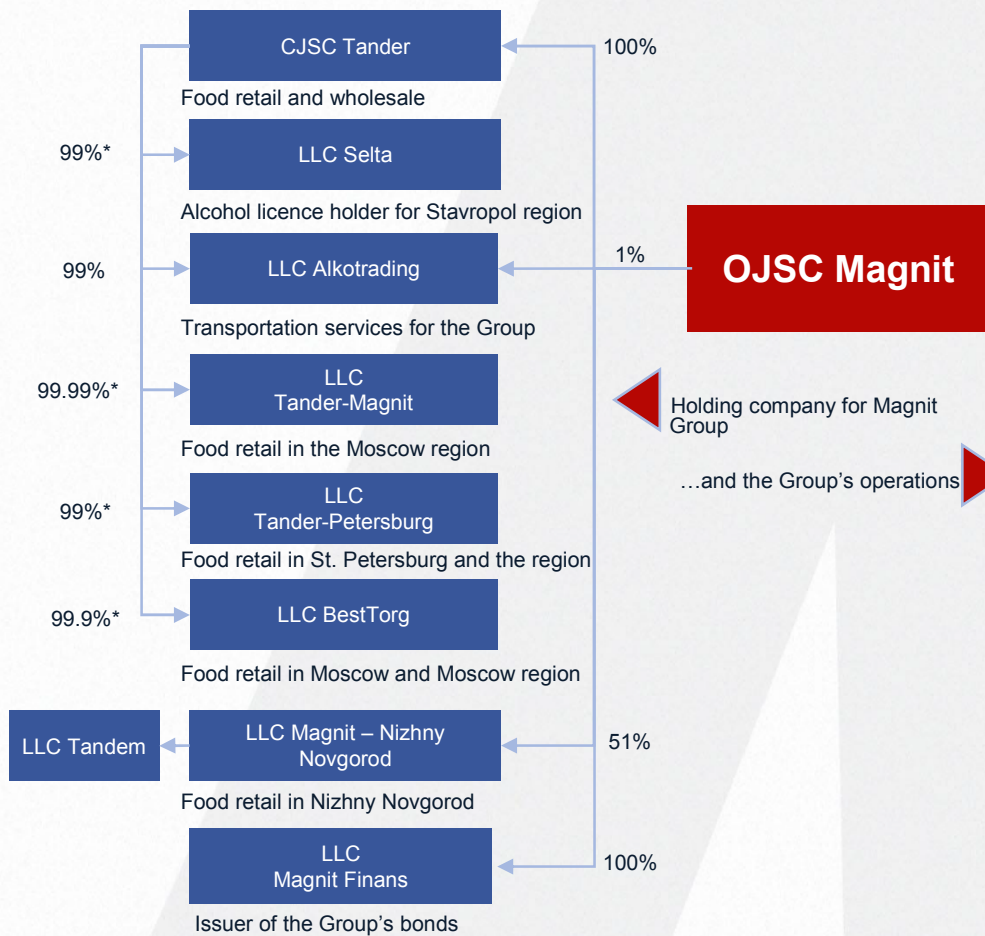 CJSC Tander
100%
Food retail and wholesale
99%*
LLC Selta
Alcohol licence holder for Stavropol region
99%
LLC Alkotrading
1%
OJSC Magnit
Transportation services for the Group
99.99%*
LLC
Tander-Magnit
Holding company for Magnit
Group
Food retail in the Moscow region
…and the Group’s operations
99%*
LLC
Tander-Petersburg
Food retail in St. Petersburg and the region
99.9%*
LLC BestTorg
Food retail in Moscow and Moscow region
LLC Tandem
LLC Magnit – Nizhny
Novgorod
51%
Food retail in Nizhny Novgorod
LLC
Magnit Finans
100%
Issuer of the Group’s bonds